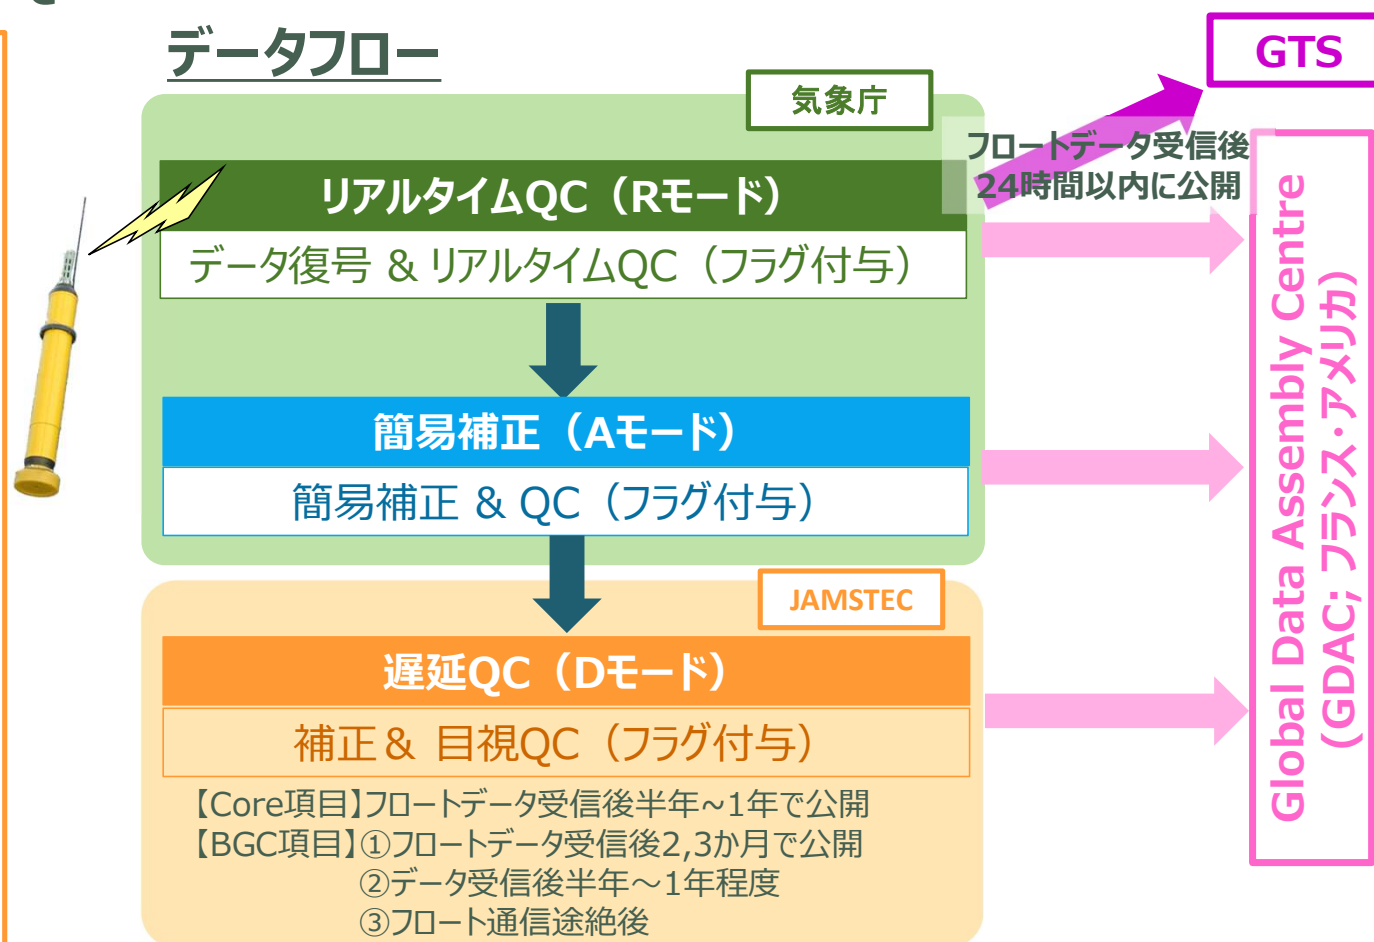 データフロー
GTS
気象庁
フロートデータ受信後
24時間以内に公開
リアルタイムQC（Rモード）
データ復号 & リアルタイムQC（フラグ付与）
簡易補正（Aモード）
簡易補正 & QC（フラグ付与）
JAMSTEC
遅延QC（Dモード）
補正& 目視QC（フラグ付与）
【Core項目】フロートデータ受信後半年~1年で公開
【BGC項目】①フロートデータ受信後2,3か月で公開
②データ受信後半年～1年程度
③フロート通信途絶後
Global Data Assembly Centre
（GDAC; フランス・アメリカ）